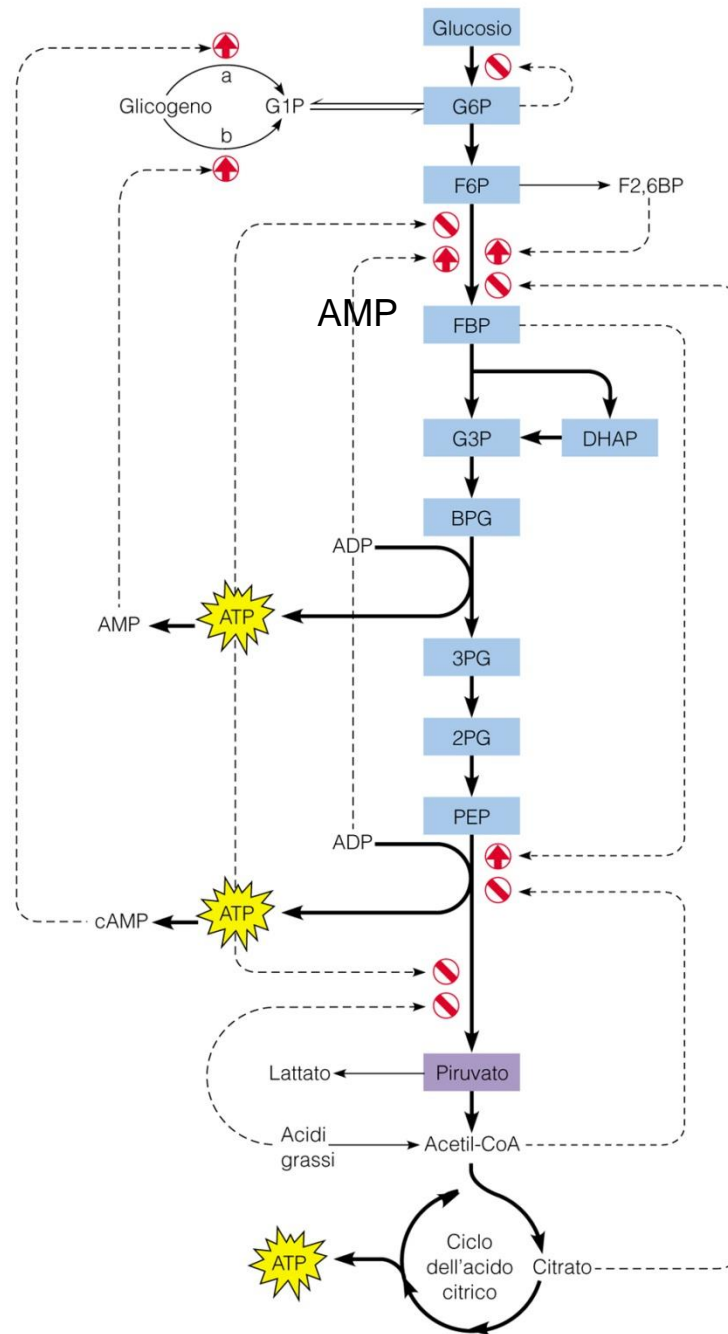 Glucosio
a
Glicogeno
G1P
G6P
b
F6P
F2,6BP
AMP
FBP
G3P
DHAP
BPG
ADP
ATP
AMP
3PG
2PG
PEP
ADP
ATP
cAMP
Lattato
Piruvato
Acidi
grassi
Acetil-CoA
ATP
Ciclo
dell'acido
citrico
Citrato